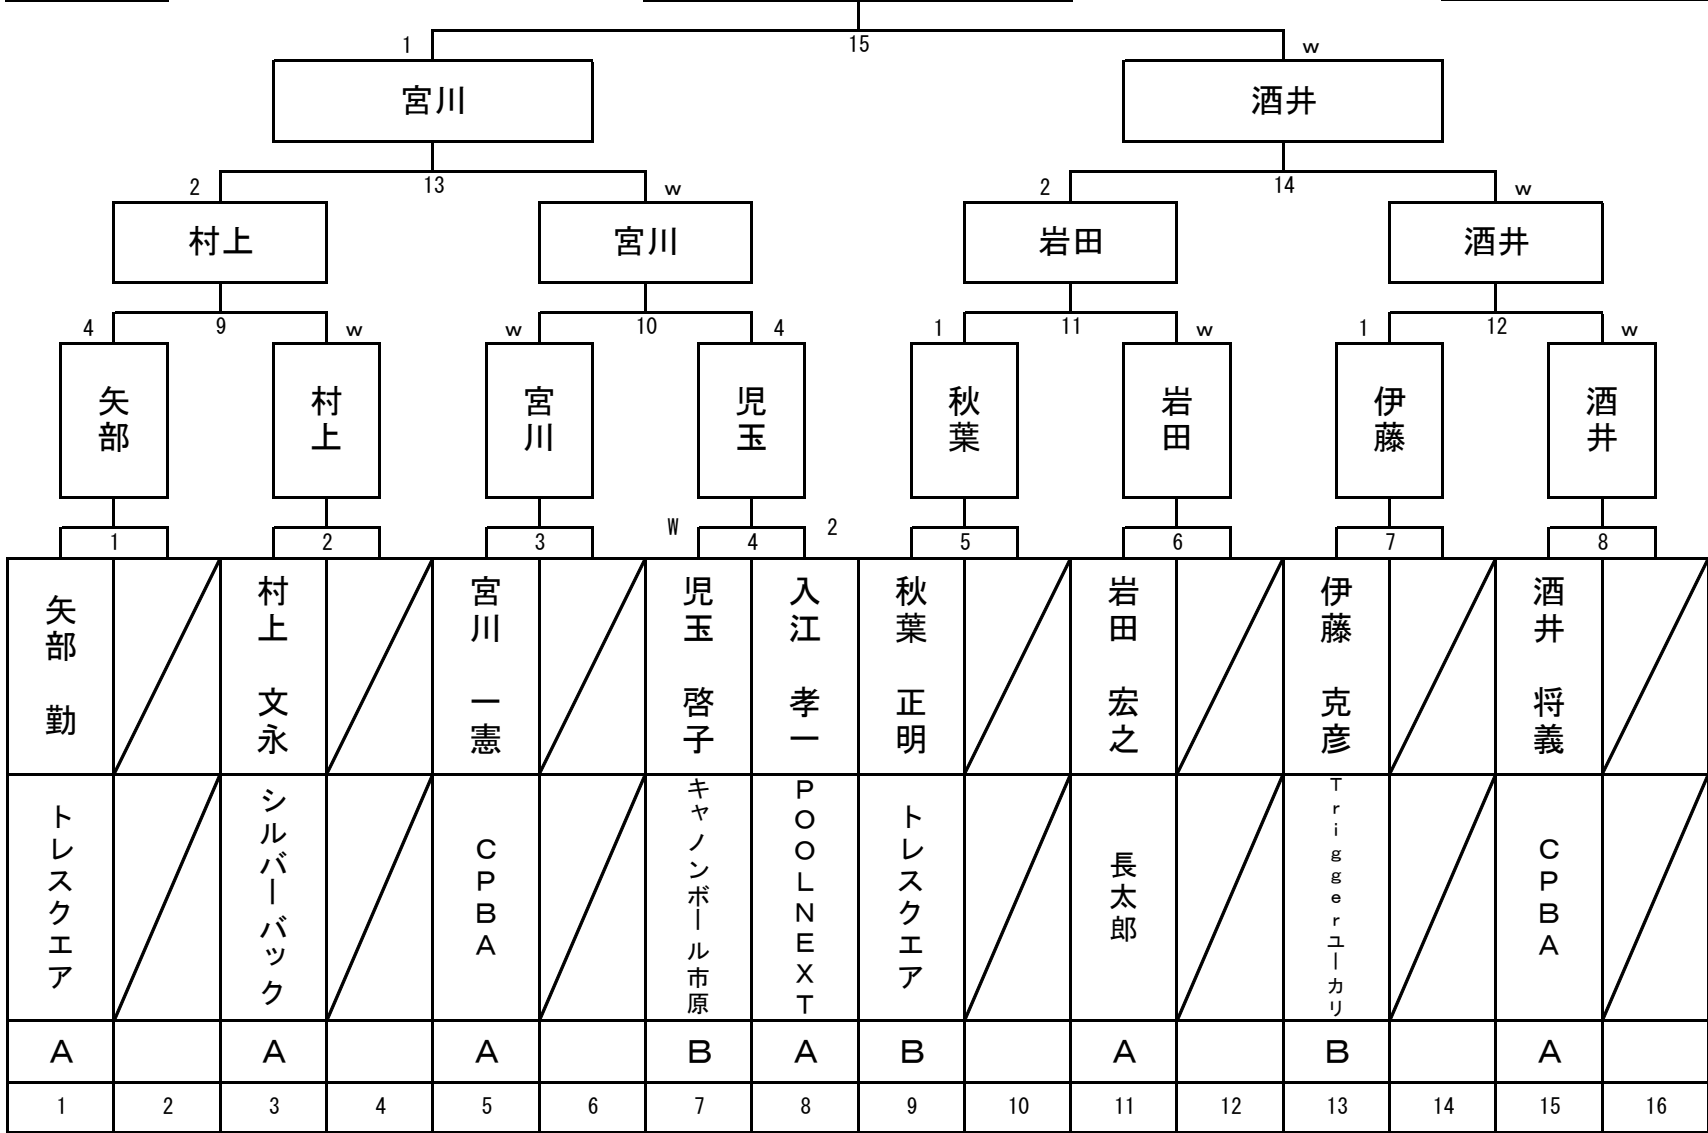 1 15 w
宮川 酒井
2 13 w 2 14 w
村上 宮川 岩田 酒井
4 9 w w 10 4 1 11 w 1 12 w
矢部 村上 宮川 児玉 秋葉 岩田 伊藤 酒井
1 2 3 W 4 2 5 6 7 8
矢部 勤 村上 文永 宮川 一憲 児玉 啓子 入江 孝一 秋葉 正明 岩田 宏之 伊藤 克彦 酒井 将義
トレスクエア シルバーバック CPBA キャノンボール市原 POOLNEXT トレスクエア 長太郎 Triggerユーカリ CPBA
A A A B A B A B A
1 2 3 4 5 6 7 8 9 10 11 12 13 14 15 16